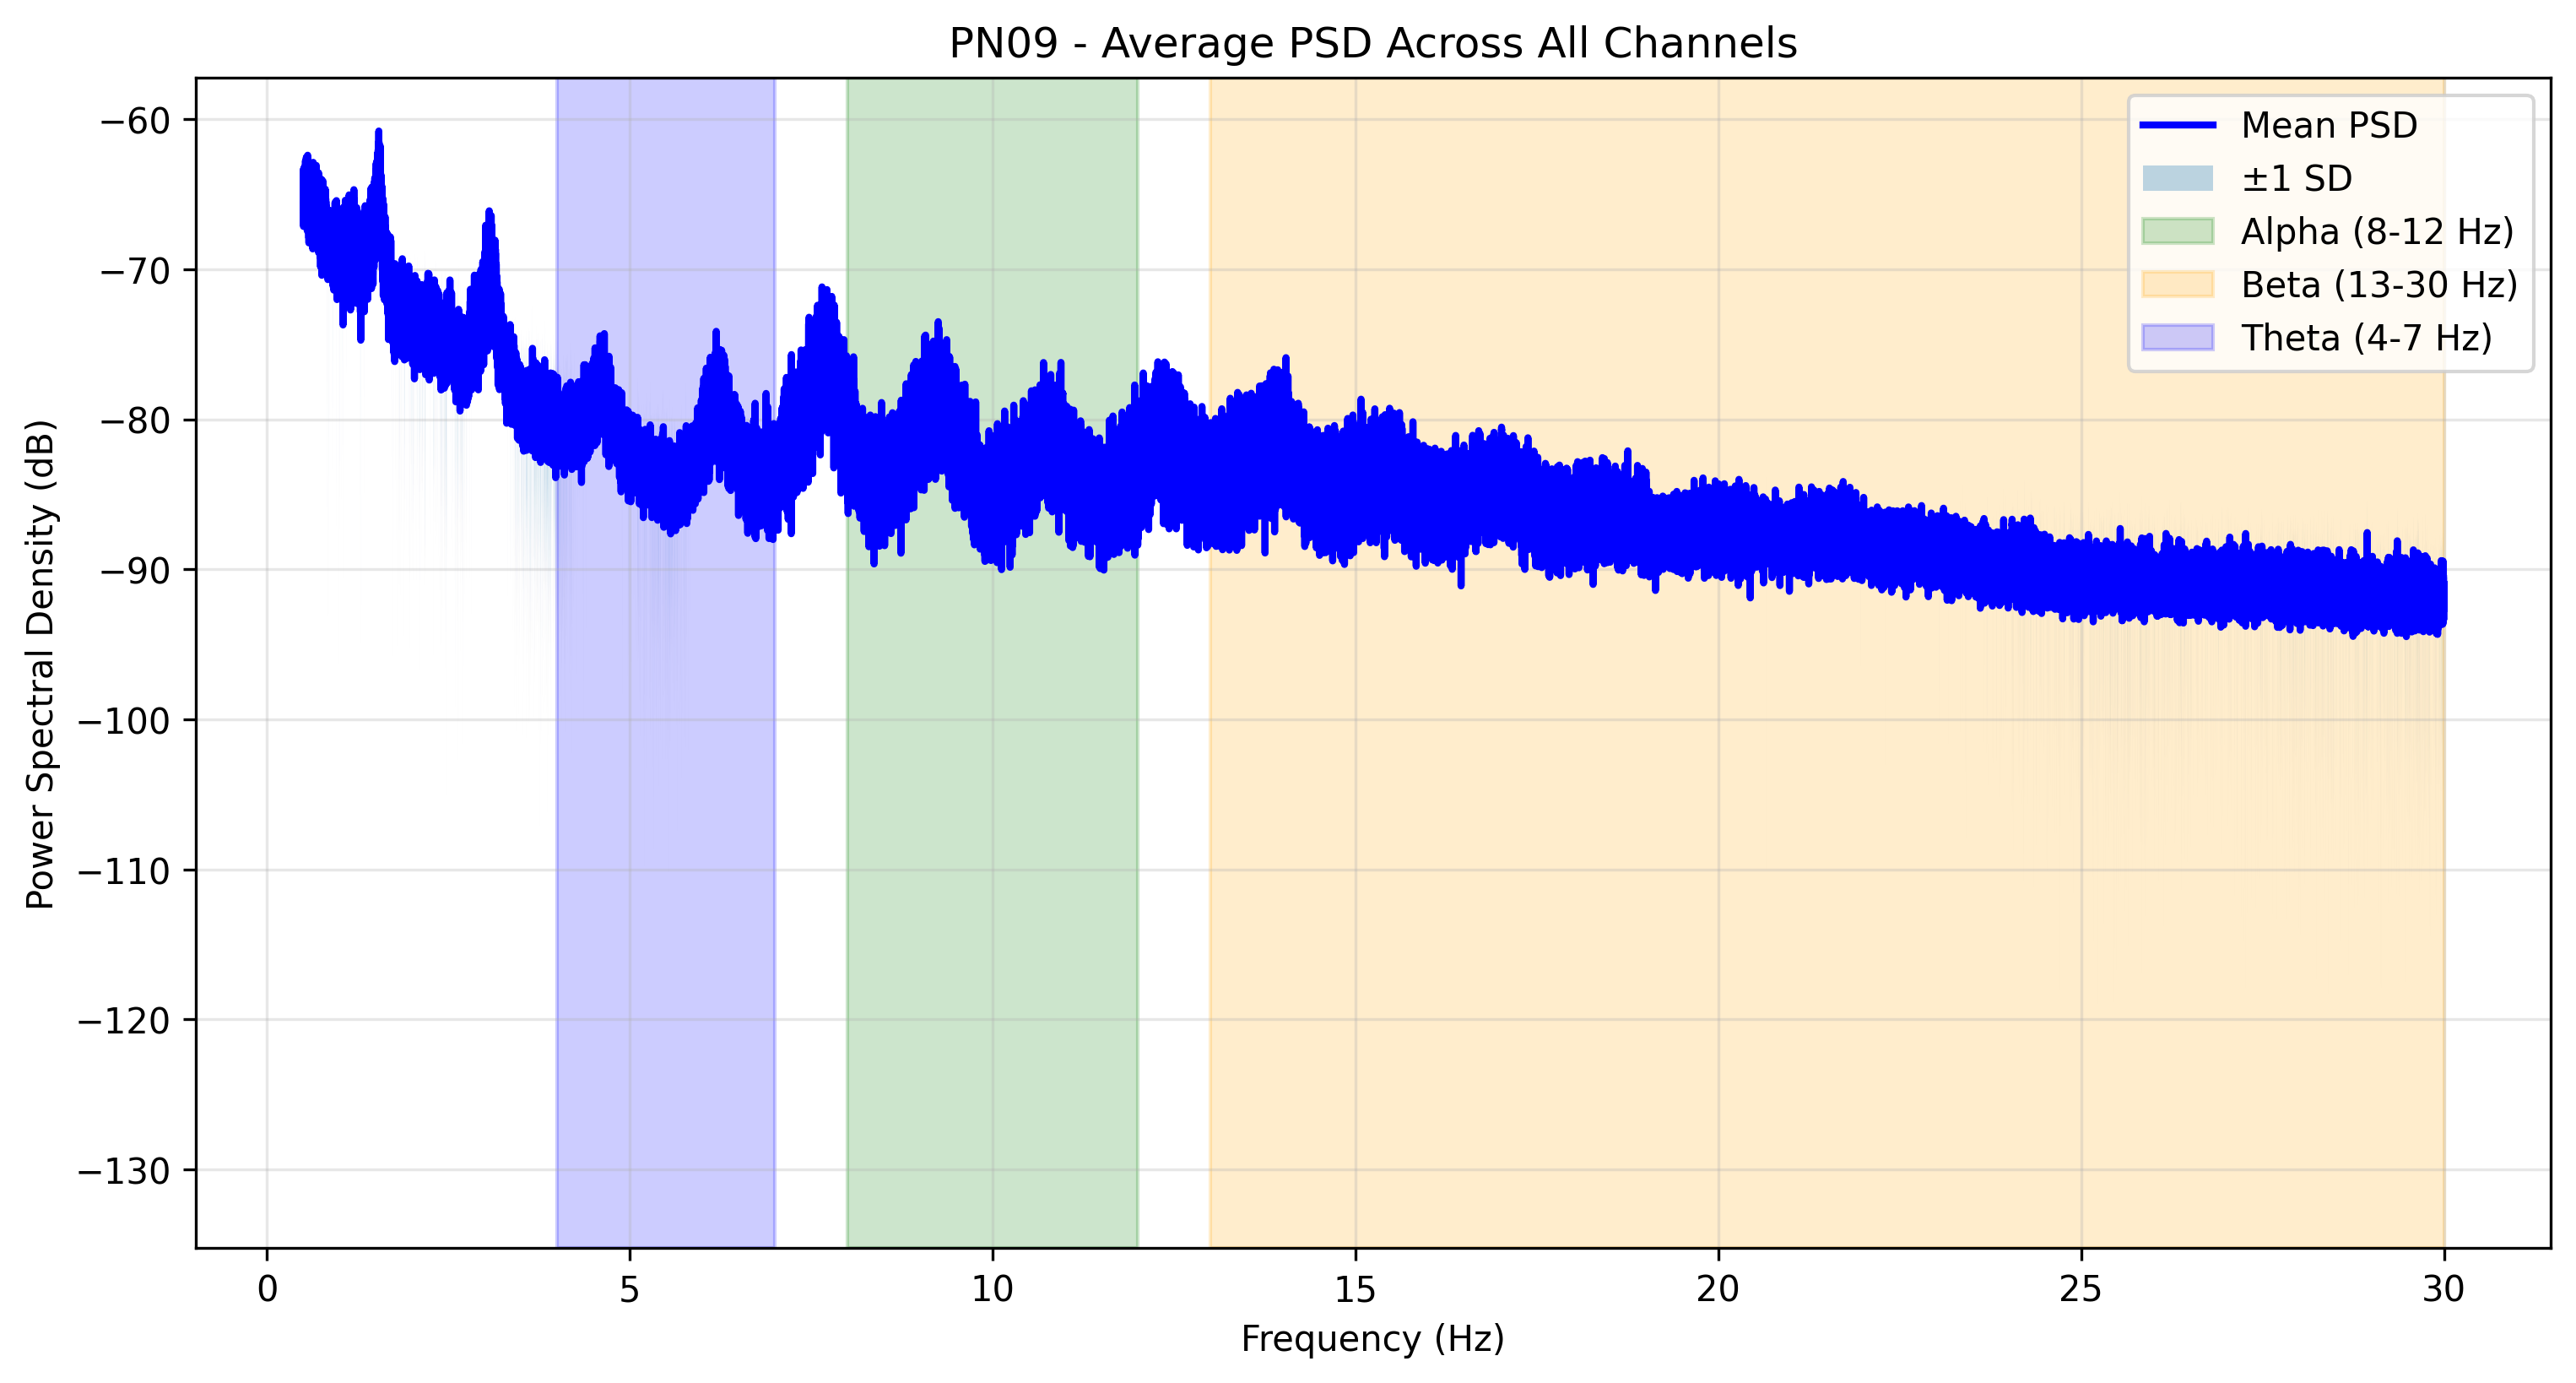 PN09 - Average PSD Across All Channels
Power Spectral Density (dB)
−60
−70
−80
−90
−100
−110
−120
−130
Mean PSD
±1 SD
Alpha (8-12 Hz)
Beta (13-30 Hz)
Theta (4-7 Hz)
0 5 10 15 20 25 30
Frequency (Hz)